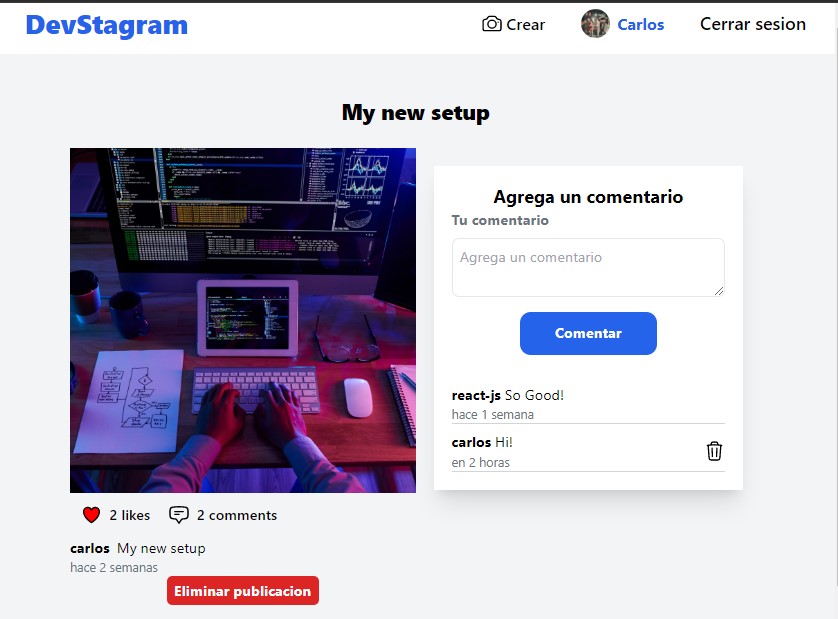 DevStagram
Crear
Carlos
Cerrar sesion
My new setup
Agrega un comentario
Tu comentario
Agrega un comentario
Comentar
react-js So Good!
hace 1 semana
carlos Hi!
en 2 horas
2 likes
2 comments
carlos My new setup
hace 2 semanas
Eliminar publicacion